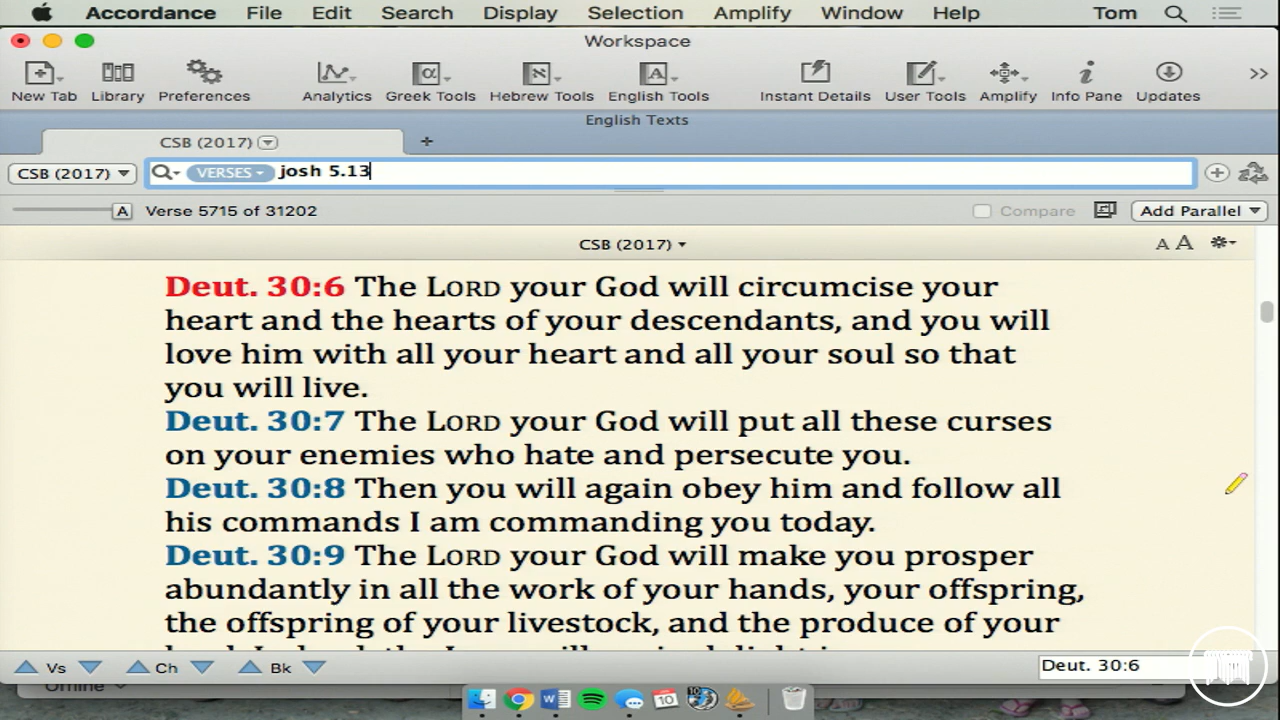 Accordance File Edit Search Display Selection Amplify Window Help Tom
Workspace
New Tab Library Preferences Analytics Greek Tools Hebrew Tools English Tools Instant Details User Tools Amplify Info Pane Updates
English Texts
CSB (2017)
CSB (2017) VERSES josh 5.13
A Verse 5715 of 31202 Compare Add Parallel
CSB (2017) A A
Deut. 30:6 The LORD your God will circumcise your
heart and the hearts of your descendants, and you will
love him with all your heart and all your soul so that
you will live.
Deut. 30:7 The LORD your God will put all these curses
on your enemies who hate and persecute you.
Deut. 30:8 Then you will again obey him and follow all
his commands I am commanding you today.
Deut. 30:9 The LORD your God will make you prosper
abundantly in all the work of your hands, your offspring,
the offspring of your livestock, and the produce of your
Vs Ch Bk Deut. 30:6
Offline
10